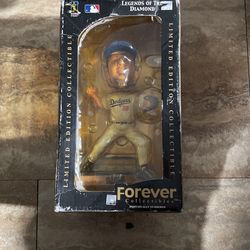 LEGENDS OF THE
DIAMOND
LIMITED EDITION COLLECTIBLE
LIMITED EDITION COLLECTIBLE
Dodgers
Forever
Collectibles